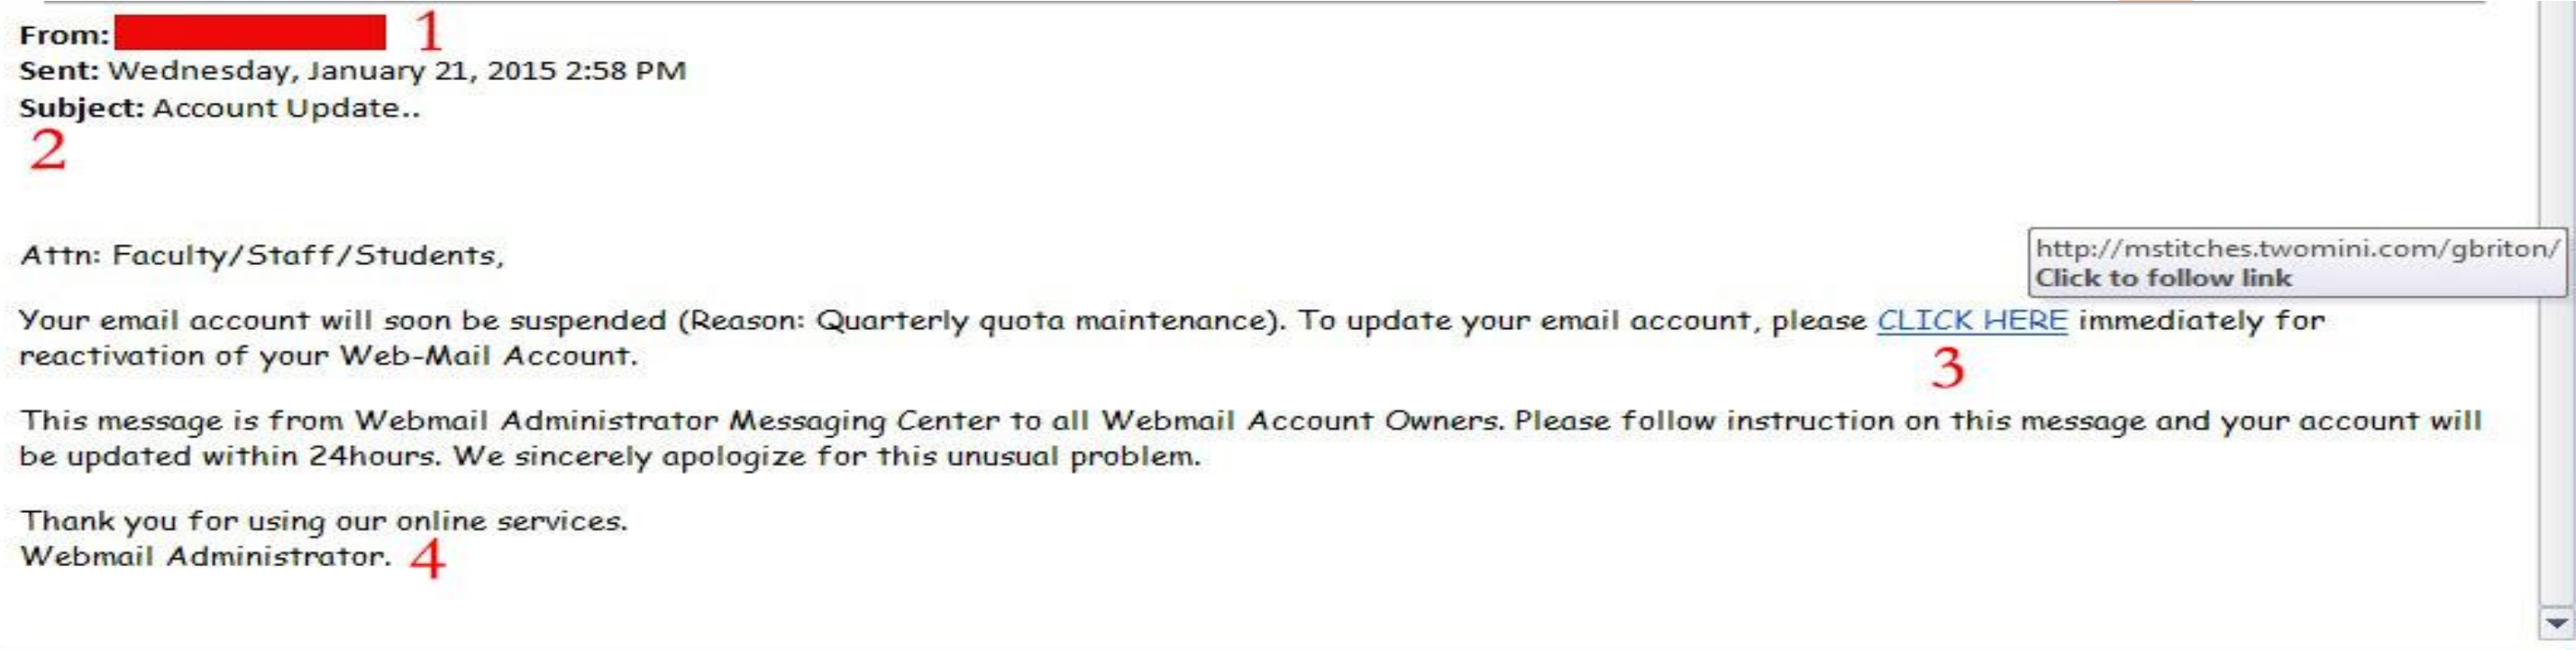 From: 1
Sent: Wednesday, January 21, 2015 2:58 PM
Subject: Account Update..
2
Attn: Faculty/Staff/Students,
http://mstitches.twomini.com/gbriton/
Click to follow link
Your email account will soon be suspended (Reason: Quarterly quota maintenance). To update your email account, please CLICK HERE immediately for
reactivation of your Web-Mail Account.
3
This message is from Webmail Administrator Messaging Center to all Webmail Account Owners. Please follow instruction on this message and your account will
be updated within 24hours. We sincerely apologize for this unusual problem.
Thank you for using our online services.
Webmail Administrator. 4